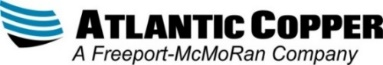 ATLANTIC COPPER
A Freeport-McMoRan Company